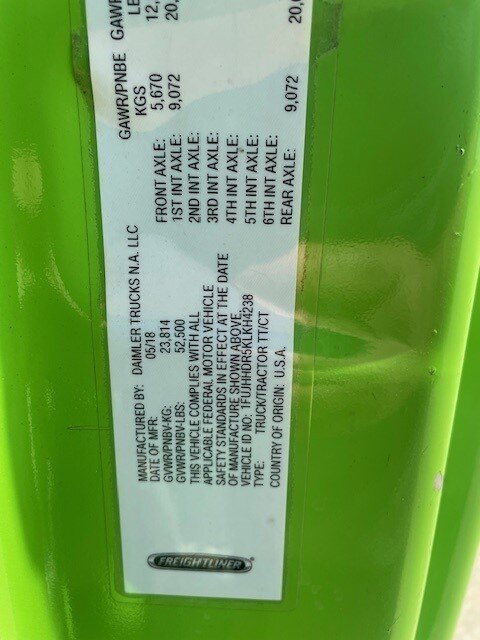 MANUFACTURED BY: DAIMLER TRUCKS N.A. LLC
DATE OF MFR: 05/18
GVWR/PNBV-KG: 23,814
GVWR/PNBV-LBS: 52,500
THIS VEHICLE COMPLIES WITH ALL
APPLICABLE FEDERAL MOTOR VEHICLE
SAFETY STANDARDS IN EFFECT AT THE DATE
OF MANUFACTURE SHOWN ABOVE.
VEHICLE ID NO: 1FUJHHDR5KLKH4238
TYPE: TRUCK/TRACTOR TT/CT
COUNTRY OF ORIGIN: U.S.A.
GAWR/PNBE GAWR
KGS
FRONT AXLE: 5,670 12,
1ST INT AXLE: 9,072 20,
2ND INT AXLE:
3RD INT AXLE:
4TH INT AXLE:
5TH INT AXLE:
6TH INT AXLE:
REAR AXLE: 9,072 20,
FREIGHTLINER